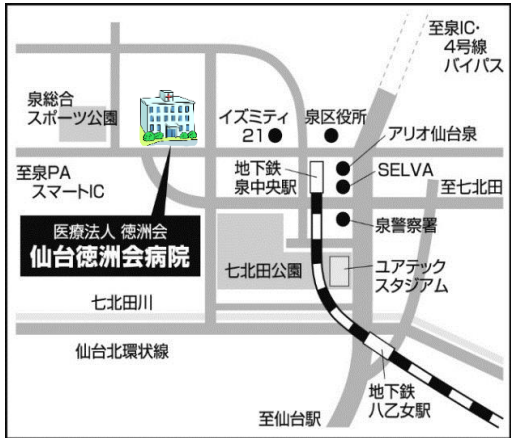 至泉IC・
4号線
バイパス
泉総合
スポーツ公園
イズミティ
21
泉区役所
アリオ仙台泉
至泉PA
スマートIC
地下鉄
泉中央駅
SELVA
至七北田
医療法人 徳洲会
仙台徳洲会病院
泉警察署
七北田公園
ユアテック
スタジアム
七北田川
仙台北環状線
地下鉄
八乙女駅
至仙台駅